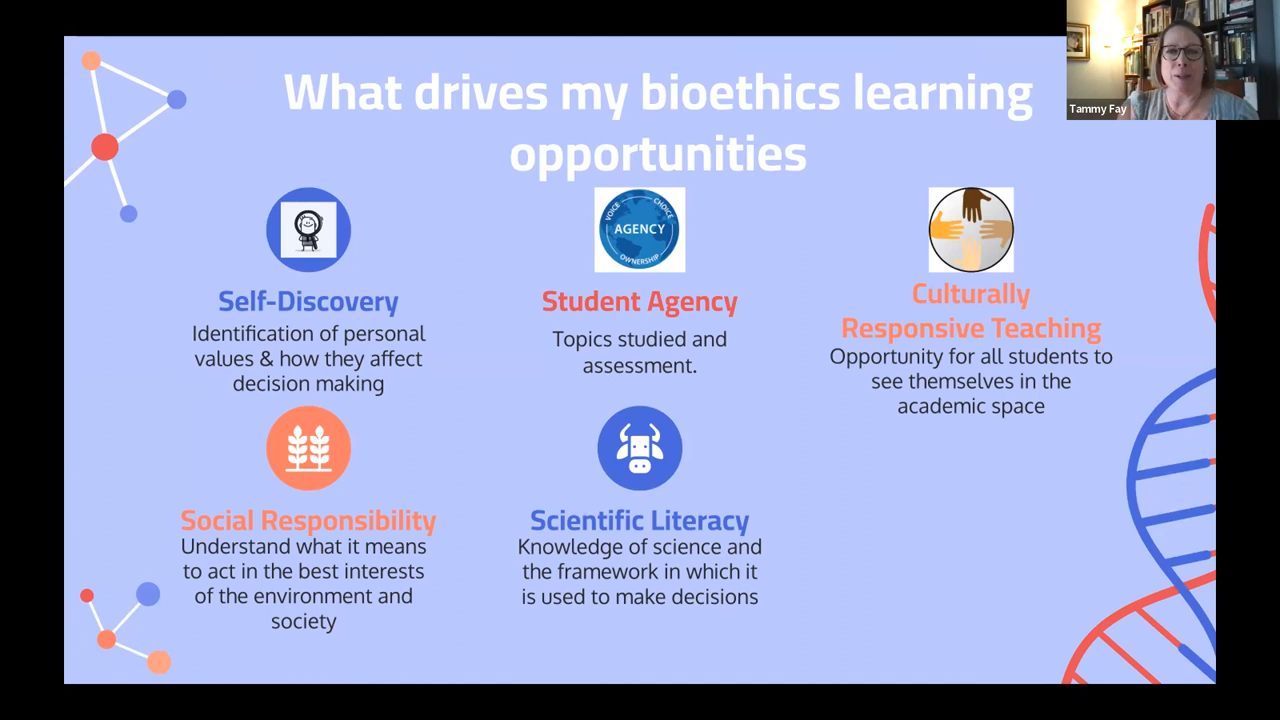 What drives my bioethics learning
opportunities
Tammy Fay
VOICE
CHOICE
AGENCY
OWNERSHIP
Self-Discovery
Identification of personal
values & how they affect
decision making
Student Agency
Topics studied and
assessment.
Culturally
Responsive Teaching
Opportunity for all students to
see themselves in the
academic space
Social Responsibility
Understand what it means
to act in the best interests
of the environment and
society
Scientific Literacy
Knowledge of science and
the framework in which it
is used to make decisions